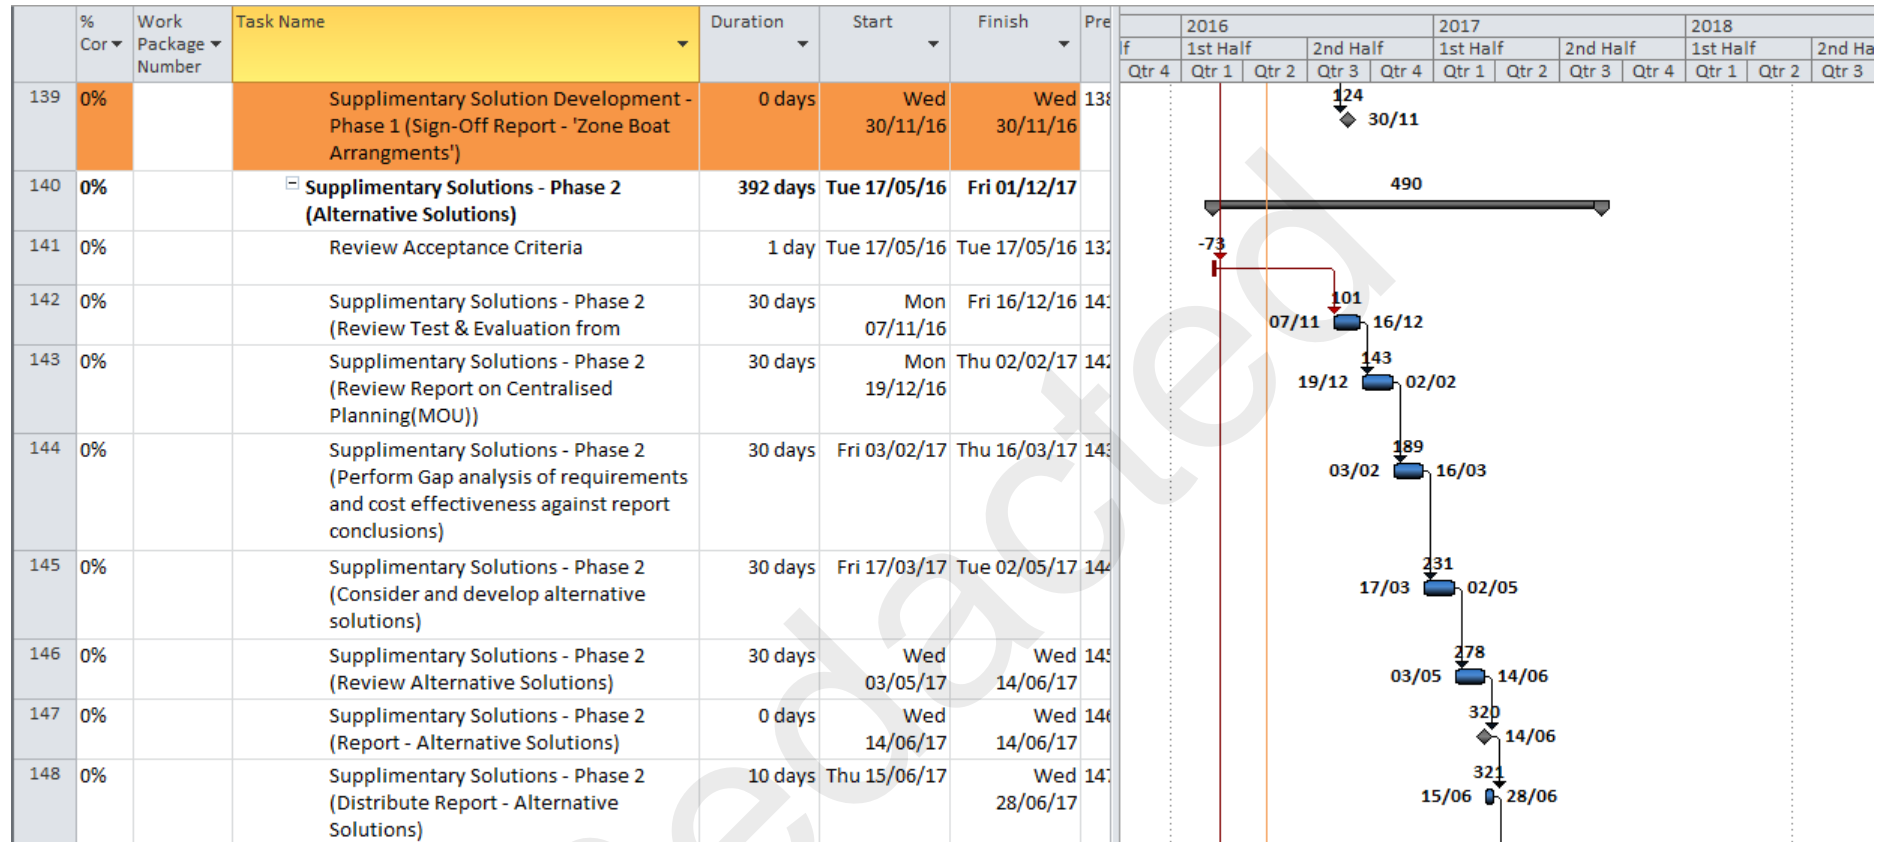 % Work Task Name Duration Start Finish Pre
Cor Package
Number
2016 2017 2018
lf 1st Half 2nd Half 1st Half 2nd Half 1st Half 2nd Ha
Qtr 4 Qtr 1 Qtr 2 Qtr 3 Qtr 4 Qtr 1 Qtr 2 Qtr 3 Qtr 4 Qtr 1 Qtr 2 Qtr 3
139 0% Supplimentary Solution Development - 0 days Wed Wed 138 124
Phase 1 (Sign-Off Report - 'Zone Boat 30/11/16 30/11/16 30/11
Arrangments')
140 0% Supplimentary Solutions - Phase 2 392 days Tue 17/05/16 Fri 01/12/17 490
(Alternative Solutions)
141 0% Review Acceptance Criteria 1 day Tue 17/05/16 Tue 17/05/16 132 -73
142 0% Supplimentary Solutions - Phase 2 30 days Mon Fri 16/12/16 141 101
(Review Test & Evaluation from 07/11/16 07/11 16/12
143 0% Supplimentary Solutions - Phase 2 30 days Mon Thu 02/02/17 142 143
(Review Report on Centralised 19/12/16 19/12 02/02
Planning(MOU))
144 0% Supplimentary Solutions - Phase 2 30 days Fri 03/02/17 Thu 16/03/17 143 189
(Perform Gap analysis of requirements 03/02 16/03
and cost effectiveness against report
conclusions)
145 0% Supplimentary Solutions - Phase 2 30 days Fri 17/03/17 Tue 02/05/17 144 231
(Consider and develop alternative 17/03 02/05
solutions)
146 0% Supplimentary Solutions - Phase 2 30 days Wed Wed 145 278
(Review Alternative Solutions) 03/05/17 14/06/17 03/05 14/06
147 0% Supplimentary Solutions - Phase 2 0 days Wed Wed 146 320
(Report - Alternative Solutions) 14/06/17 14/06/17 14/06
148 0% Supplimentary Solutions - Phase 2 10 days Thu 15/06/17 Wed 147 321
(Distribute Report - Alternative 28/06/17 15/06 28/06
Solutions)
edacted